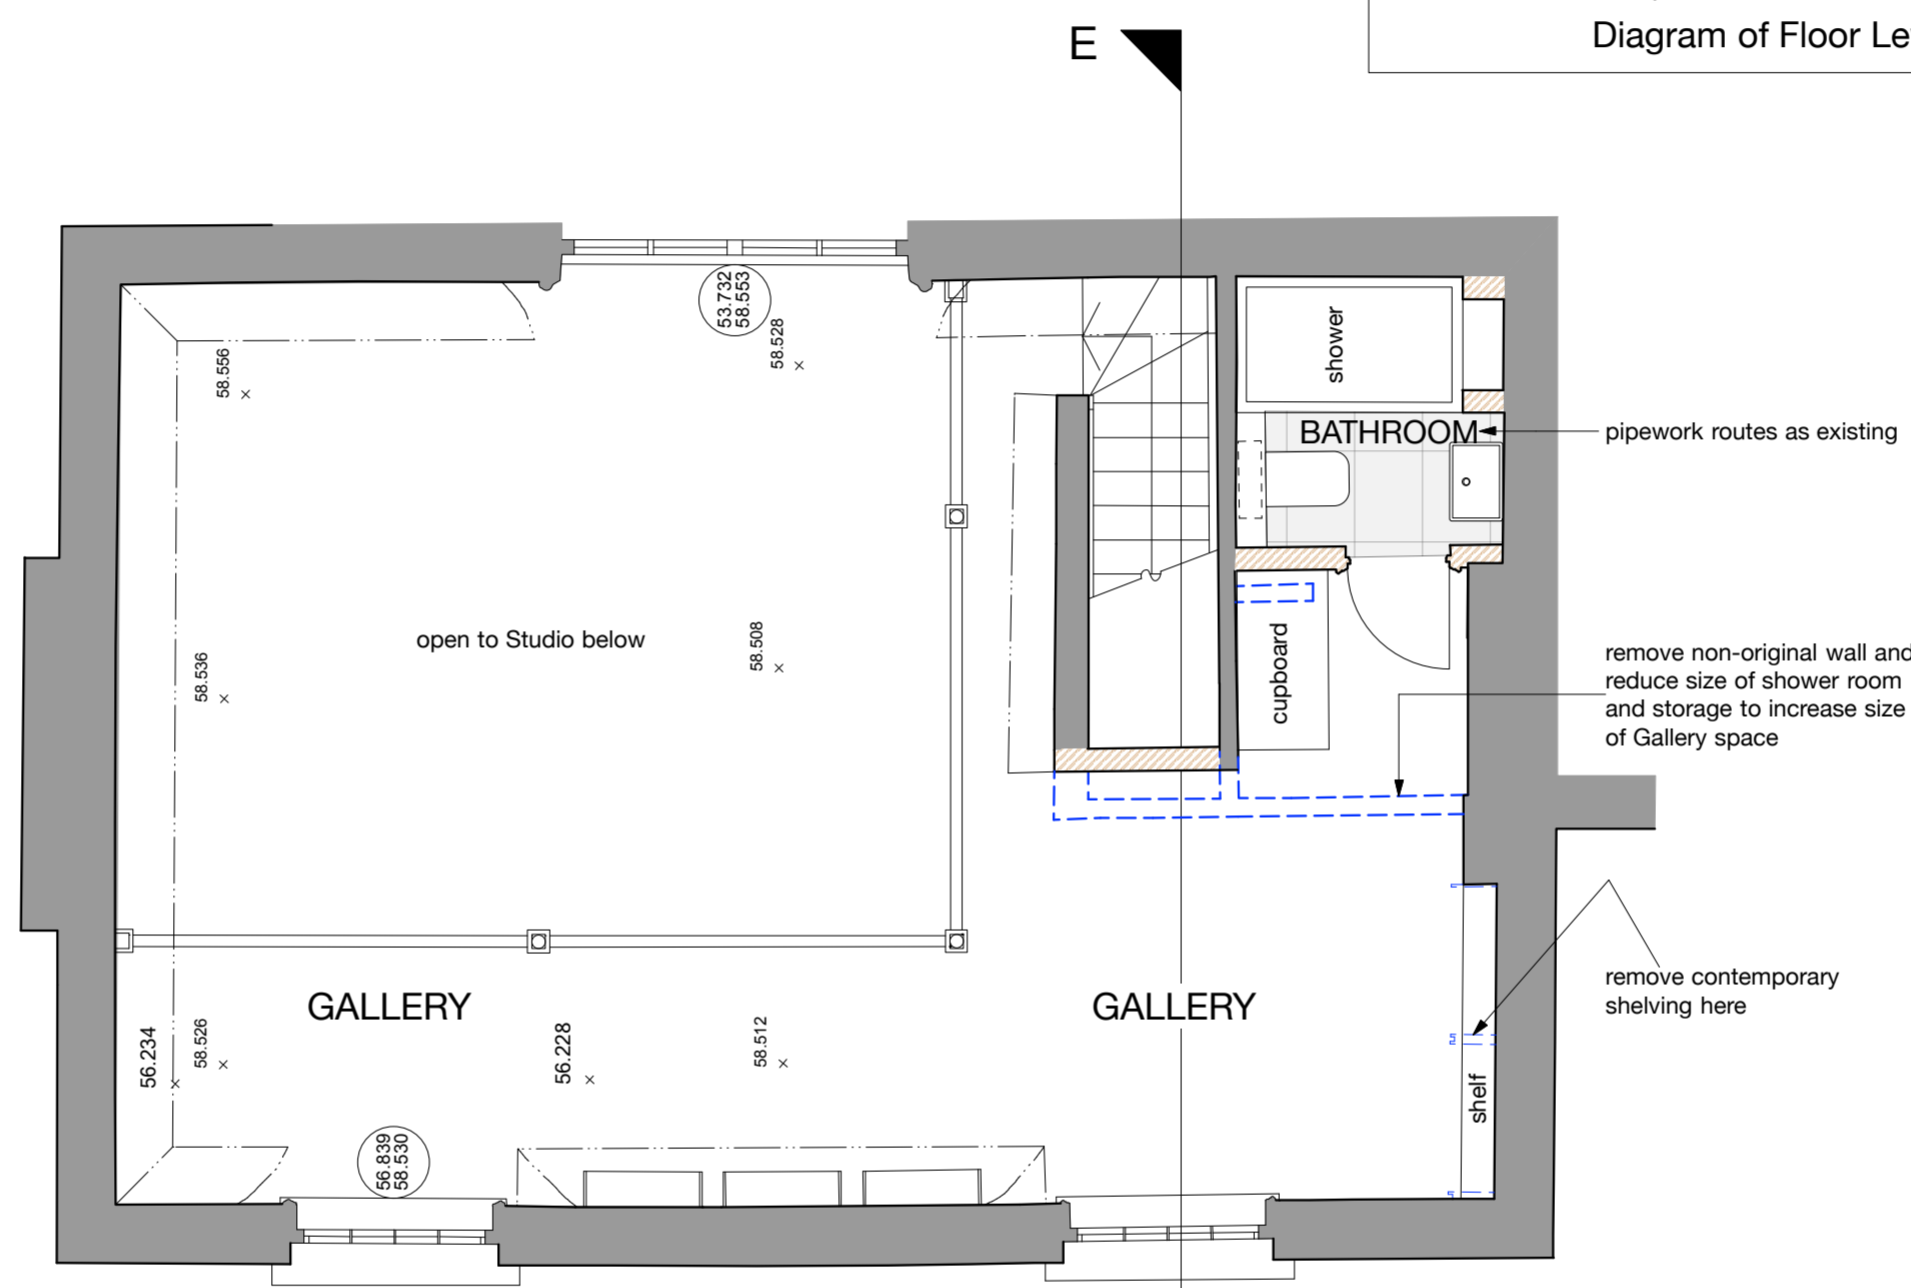 E
Diagram of Floor Le
53.732
58.553
58.528
58.556
shower
BATHROOM
pipework routes as existing
open to Studio below
58.508
58.536
cupboard
remove non-original wall and
reduce size of shower room
and storage to increase size
of Gallery space
GALLERY
GALLERY
remove contemporary
shelving here
56.234
58.526
56.228
58.512
shelf
56.839
58.530